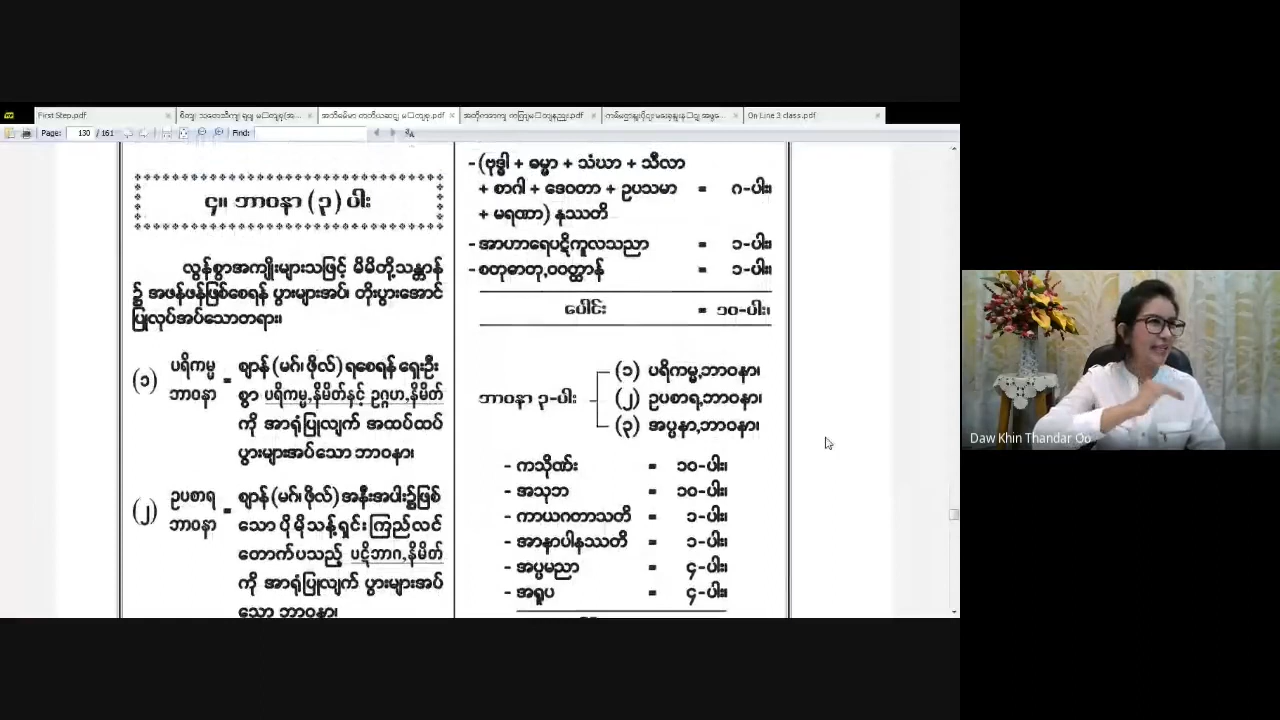 First Step.pdf
On Line 3 class.pdf
Page: 130 / 161 Find:
၄။ ဘာဝနာ (၃) ပါး
လွန်စွာအကျိုးများသဖြင့် မိမိတို့သန္တာန်
၌ အဖန်ဖန်ဖြစ်စေရန် ပွားများအပ်၊ တိုးပွားအောင်
ပြုလုပ်အပ်သောတရား။
(၁) ပရိကမ္မ ဘာဝနာ = ဈာန် (မဂ်၊ ဖိုလ်) ရစေရန် ရှေးဦး
စွာ ပရိကမ္မ,နိမိတ်နှင့် ဥဂ္ဂဟ,နိမိတ်
ကို အာရုံပြုလျက် အထပ်ထပ်
ပွားများအပ်သော ဘာဝနာ၊
(၂) ဥပစာရ ဘာဝနာ = ဈာန် (မဂ်၊ ဖိုလ်) အနီးအပါး၌ဖြစ်
သော ပိုမိုသန့်ရှင်း ကြည်လင်
တောက်ပသည့် ပဋိဘာဂ,နိမိတ်
ကို အာရုံပြုလျက် ပွားများအပ်
သော ဘာဝနာ၊
- (ဗုဒ္ဓါ + ဓမ္မာ + သံဃာ + သီလာ
+ စာဂါ + ဒေဝတာ + ဥပသမာ = ၈-ပါး၊
+ မရဏာ) နုဿတိ
- အာဟာရေပဋိကူလသညာ = ၁-ပါး၊
- စတုဓာတု,ဝဝတ္ထာန် = ၁-ပါး၊
ပေါင်း = ၁၀-ပါး၊
ဘာဝနာ ၃-ပါး
(၁) ပရိကမ္မ,ဘာဝနာ၊
(၂) ဥပစာရ,ဘာဝနာ၊
(၃) အပ္ပနာ,ဘာဝနာ၊
- ကသိုဏ်း = ၁၀-ပါး၊
- အသုဘ = ၁၀-ပါး၊
- ကာယဂတာသတိ = ၁-ပါး၊
- အာနာပါနဿတိ = ၁-ပါး၊
- အပ္ပမညာ = ၄-ပါး၊
- အရူပ = ၄-ပါး၊
Daw Khin Thandar Oo